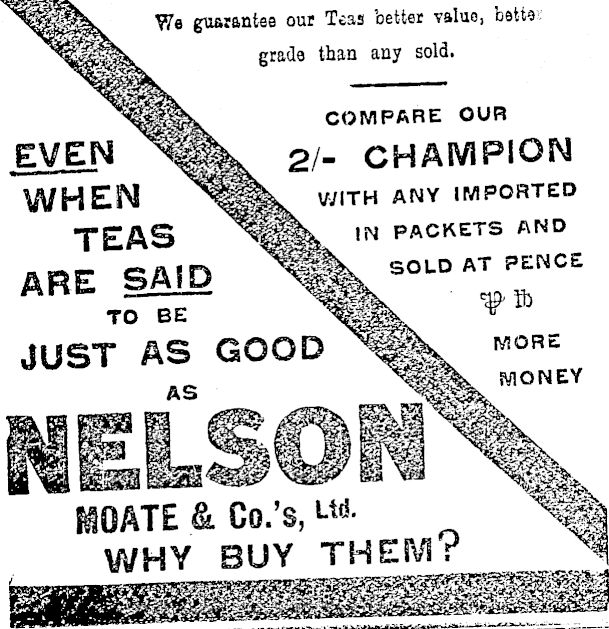 We guarantee our Teas better value, better
grade than any sold.
COMPARE OUR
2/- CHAMPION
WITH ANY IMPORTED
IN PACKETS AND
SOLD AT PENCE
℔
MORE
MONEY
EVEN
WHEN
TEAS
ARE SAID
TO BE
JUST AS GOOD
AS
NELSON
MOATE & Co.'s, Ltd.
WHY BUY THEM?